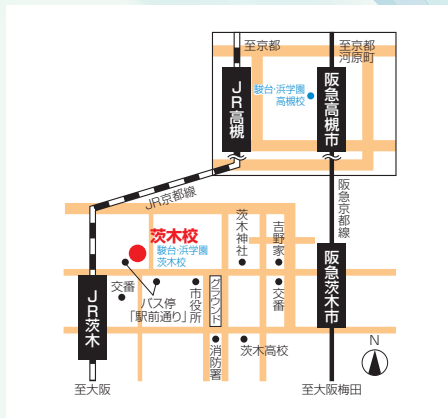 至京都
至京都
河原町
JR高槻
駿台・浜学園
高槻校
阪急高槻市
JR京都線
阪急京都線
茨木校
駿台・浜学園
茨木校
茨木神社
吉野家
JR茨木
交番
バス停
「駅前通り」
市役所
グラウンド
交番
阪急茨木市
消防署
茨木高校
N
至大阪
至大阪梅田